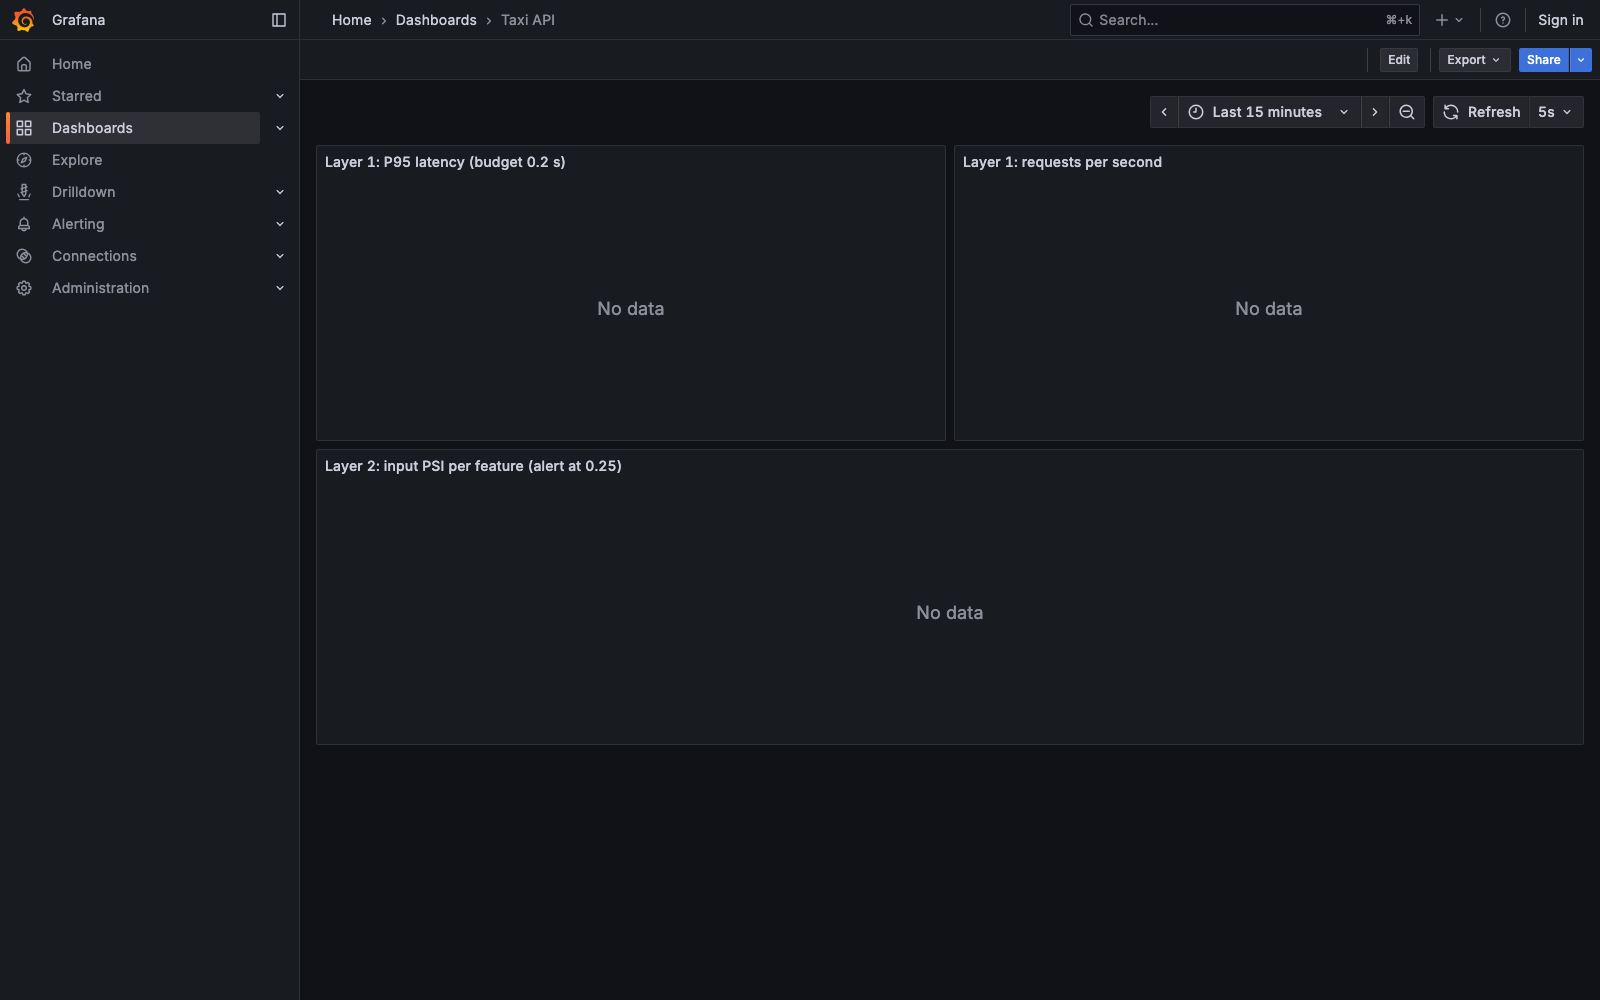 Grafana
Home › Dashboards › Taxi API
Search...
⌘+k
Sign in
Home
Starred
Dashboards
Explore
Drilldown
Alerting
Connections
Administration
Edit
Export
Share
Last 15 minutes
Refresh
5s
Layer 1: P95 latency (budget 0.2 s)
No data
Layer 1: requests per second
No data
Layer 2: input PSI per feature (alert at 0.25)
No data